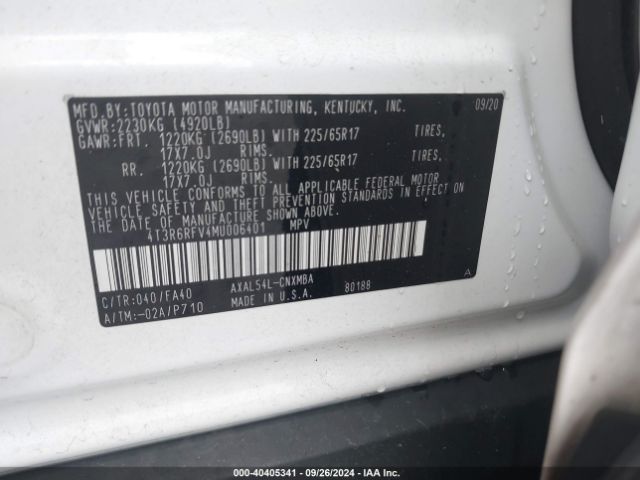 MFD.BY:TOYOTA MOTOR MANUFACTURING, KENTUCKY, INC. 09/20
GVWR:2230KG (4920LB)
GAWR:FRT. 1220KG (2690LB) WITH 225/65R17 TIRES,
17X7.0J RIMS
RR. 1220KG (2690LB) WITH 225/65R17 TIRES,
17X7.0J RIMS.
THIS VEHICLE CONFORMS TO ALL APPLICABLE FEDERAL MOTOR
VEHICLE SAFETY AND THEFT PREVENTION STANDARDS IN EFFECT ON
THE DATE OF MANUFACTURE SHOWN ABOVE.
4T3R6RFV4MU006401 MPV
C/TR:040/FA40 AXAL54L-CNXMBA 80188 A
A/TM:-02A/P710 MADE IN U.S.A.
000-40405341 - 09/26/2024 - IAA Inc.